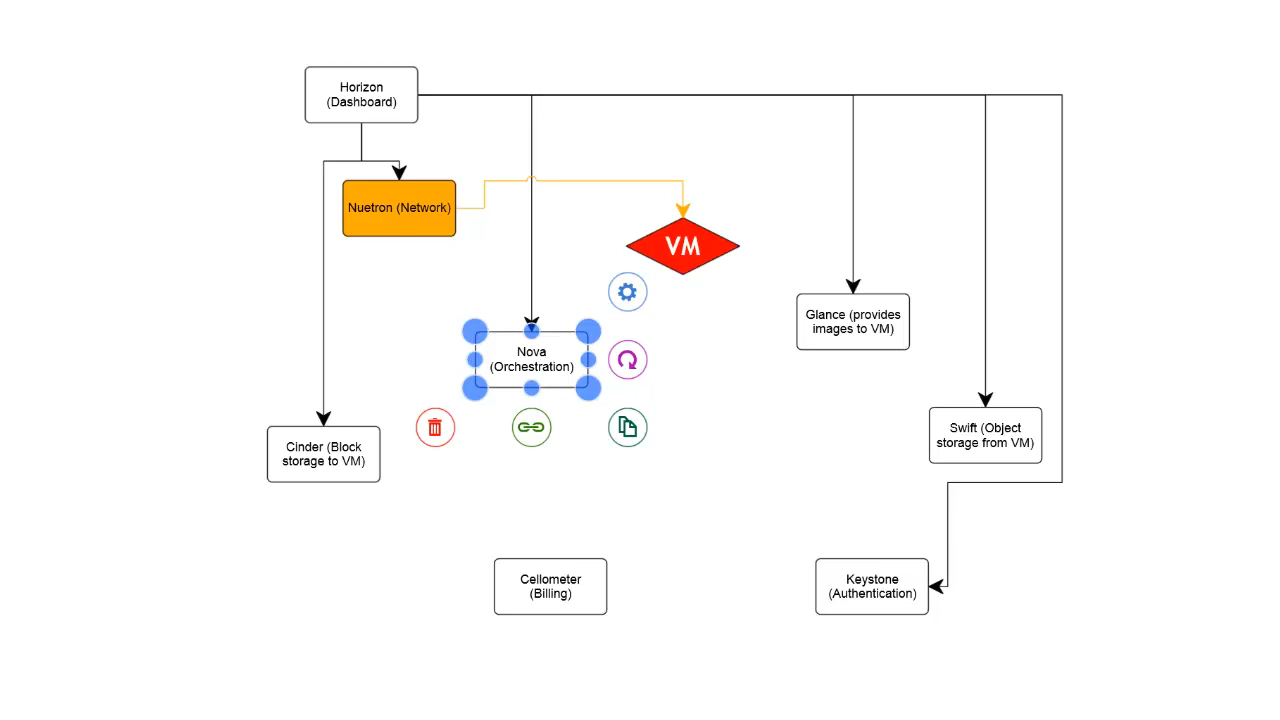 Horizon
(Dashboard)
Nuetron (Network)
VM
Glance (provides
images to VM)
Nova
(Orchestration)
Cinder (Block
storage to VM)
Swift (Object
storage from VM)
Cellometer
(Billing)
Keystone
(Authentication)